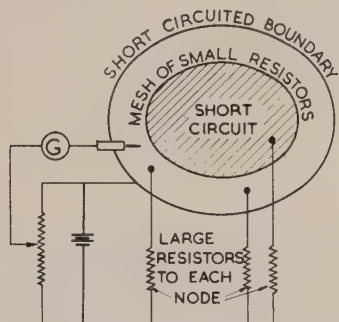 SHORT CIRCUITED BOUNDARY
MESH OF SMALL RESISTORS
SHORT
CIRCUIT
G
LARGE
RESISTORS
TO EACH
NODE